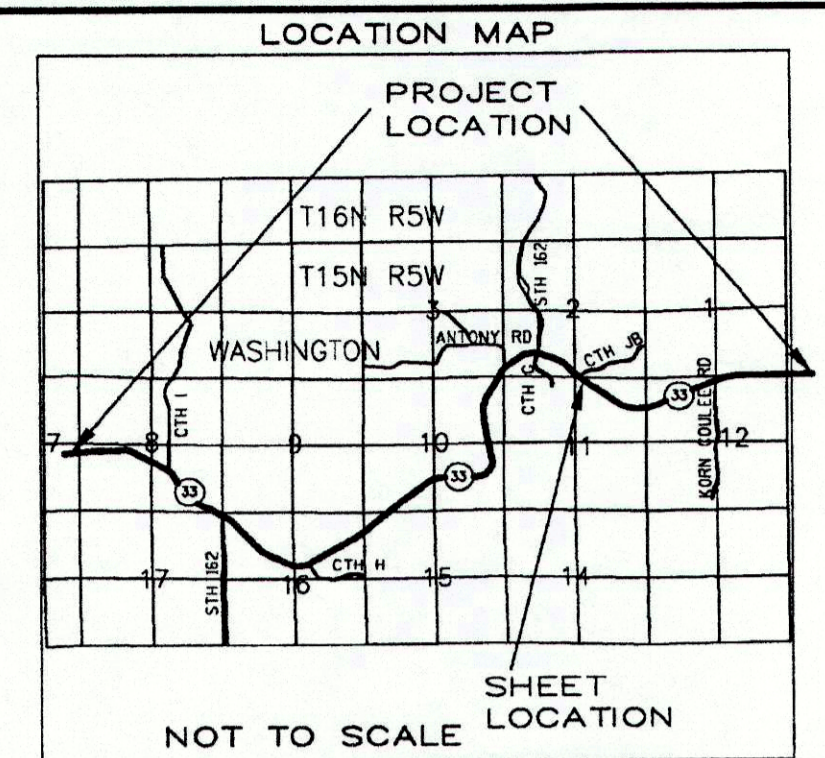 LOCATION MAP
PROJECT
LOCATION
T16N R5W
T15N R5W
STH 162
3
2
1
WASHINGTON
ANTONY RD
CTH JB
CTH I
CTH G
33
KORN COULEE RD
7
8
9
10
11
12
33
33
17
STH 162
16
CTH H
15
14
SHEET
LOCATION
NOT TO SCALE